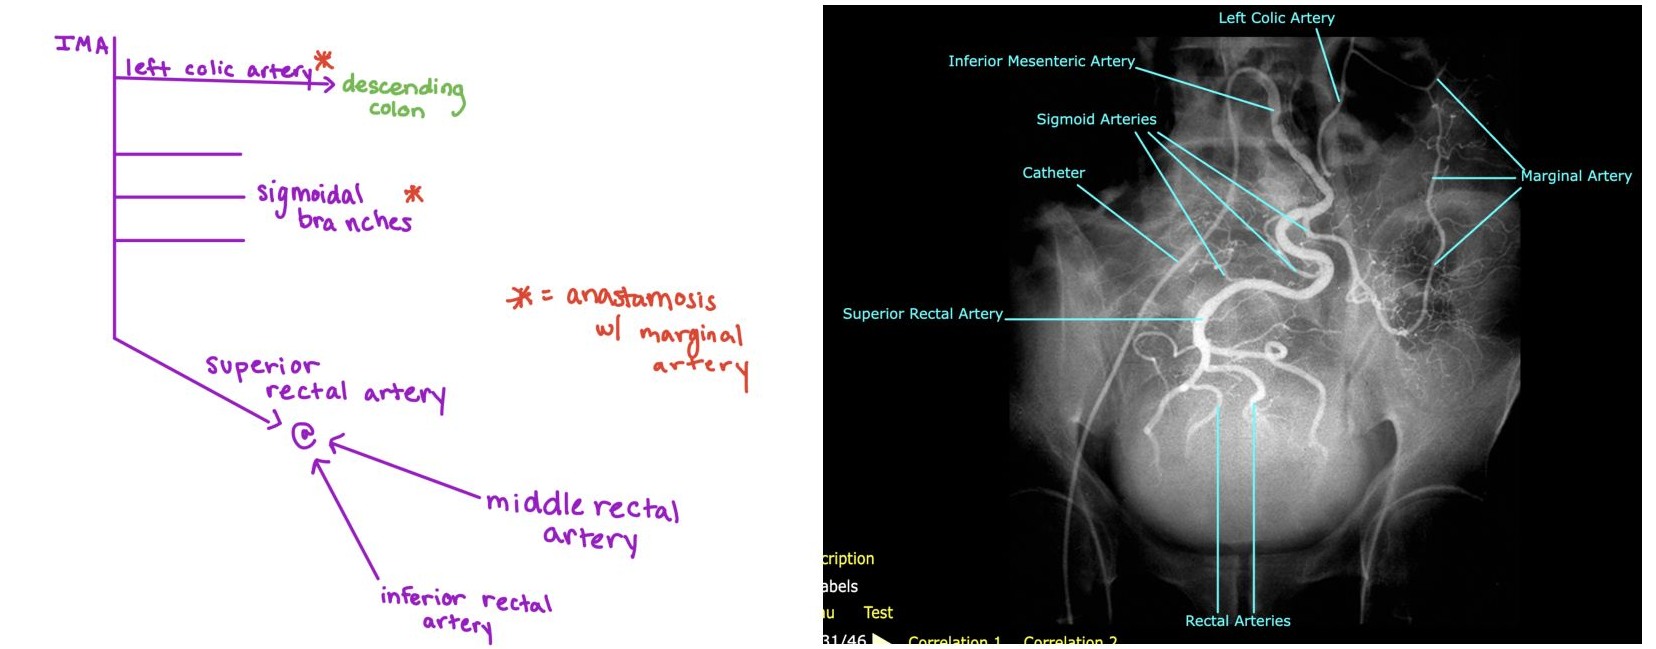 IMA
left colic artery *
descending
colon
sigmoidal *
branches
* = anastamosis
w/ marginal
artery
superior
rectal artery
middle rectal
artery
inferior rectal
artery
Left Colic Artery
Inferior Mesenteric Artery
Sigmoid Arteries
Catheter
Marginal Artery
Superior Rectal Artery
Rectal Arteries
cription
abels
nu Test
31/46 Correlation 1 Correlation 2